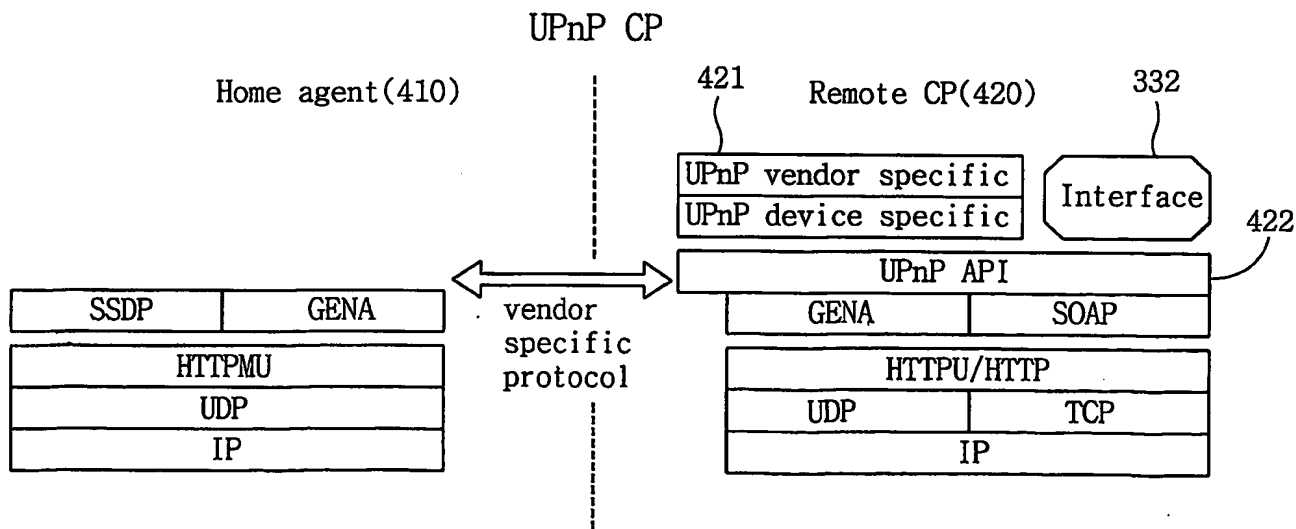 UPnP CP
Home agent(410)
421
Remote CP(420)
332
UPnP vendor specific
UPnP device specific
Interface
422
UPnP API
SSDP
GENA
vendor
specific
protocol
GENA
SOAP
HTTPMU
UDP
IP
HTTPU/HTTP
UDP
TCP
IP